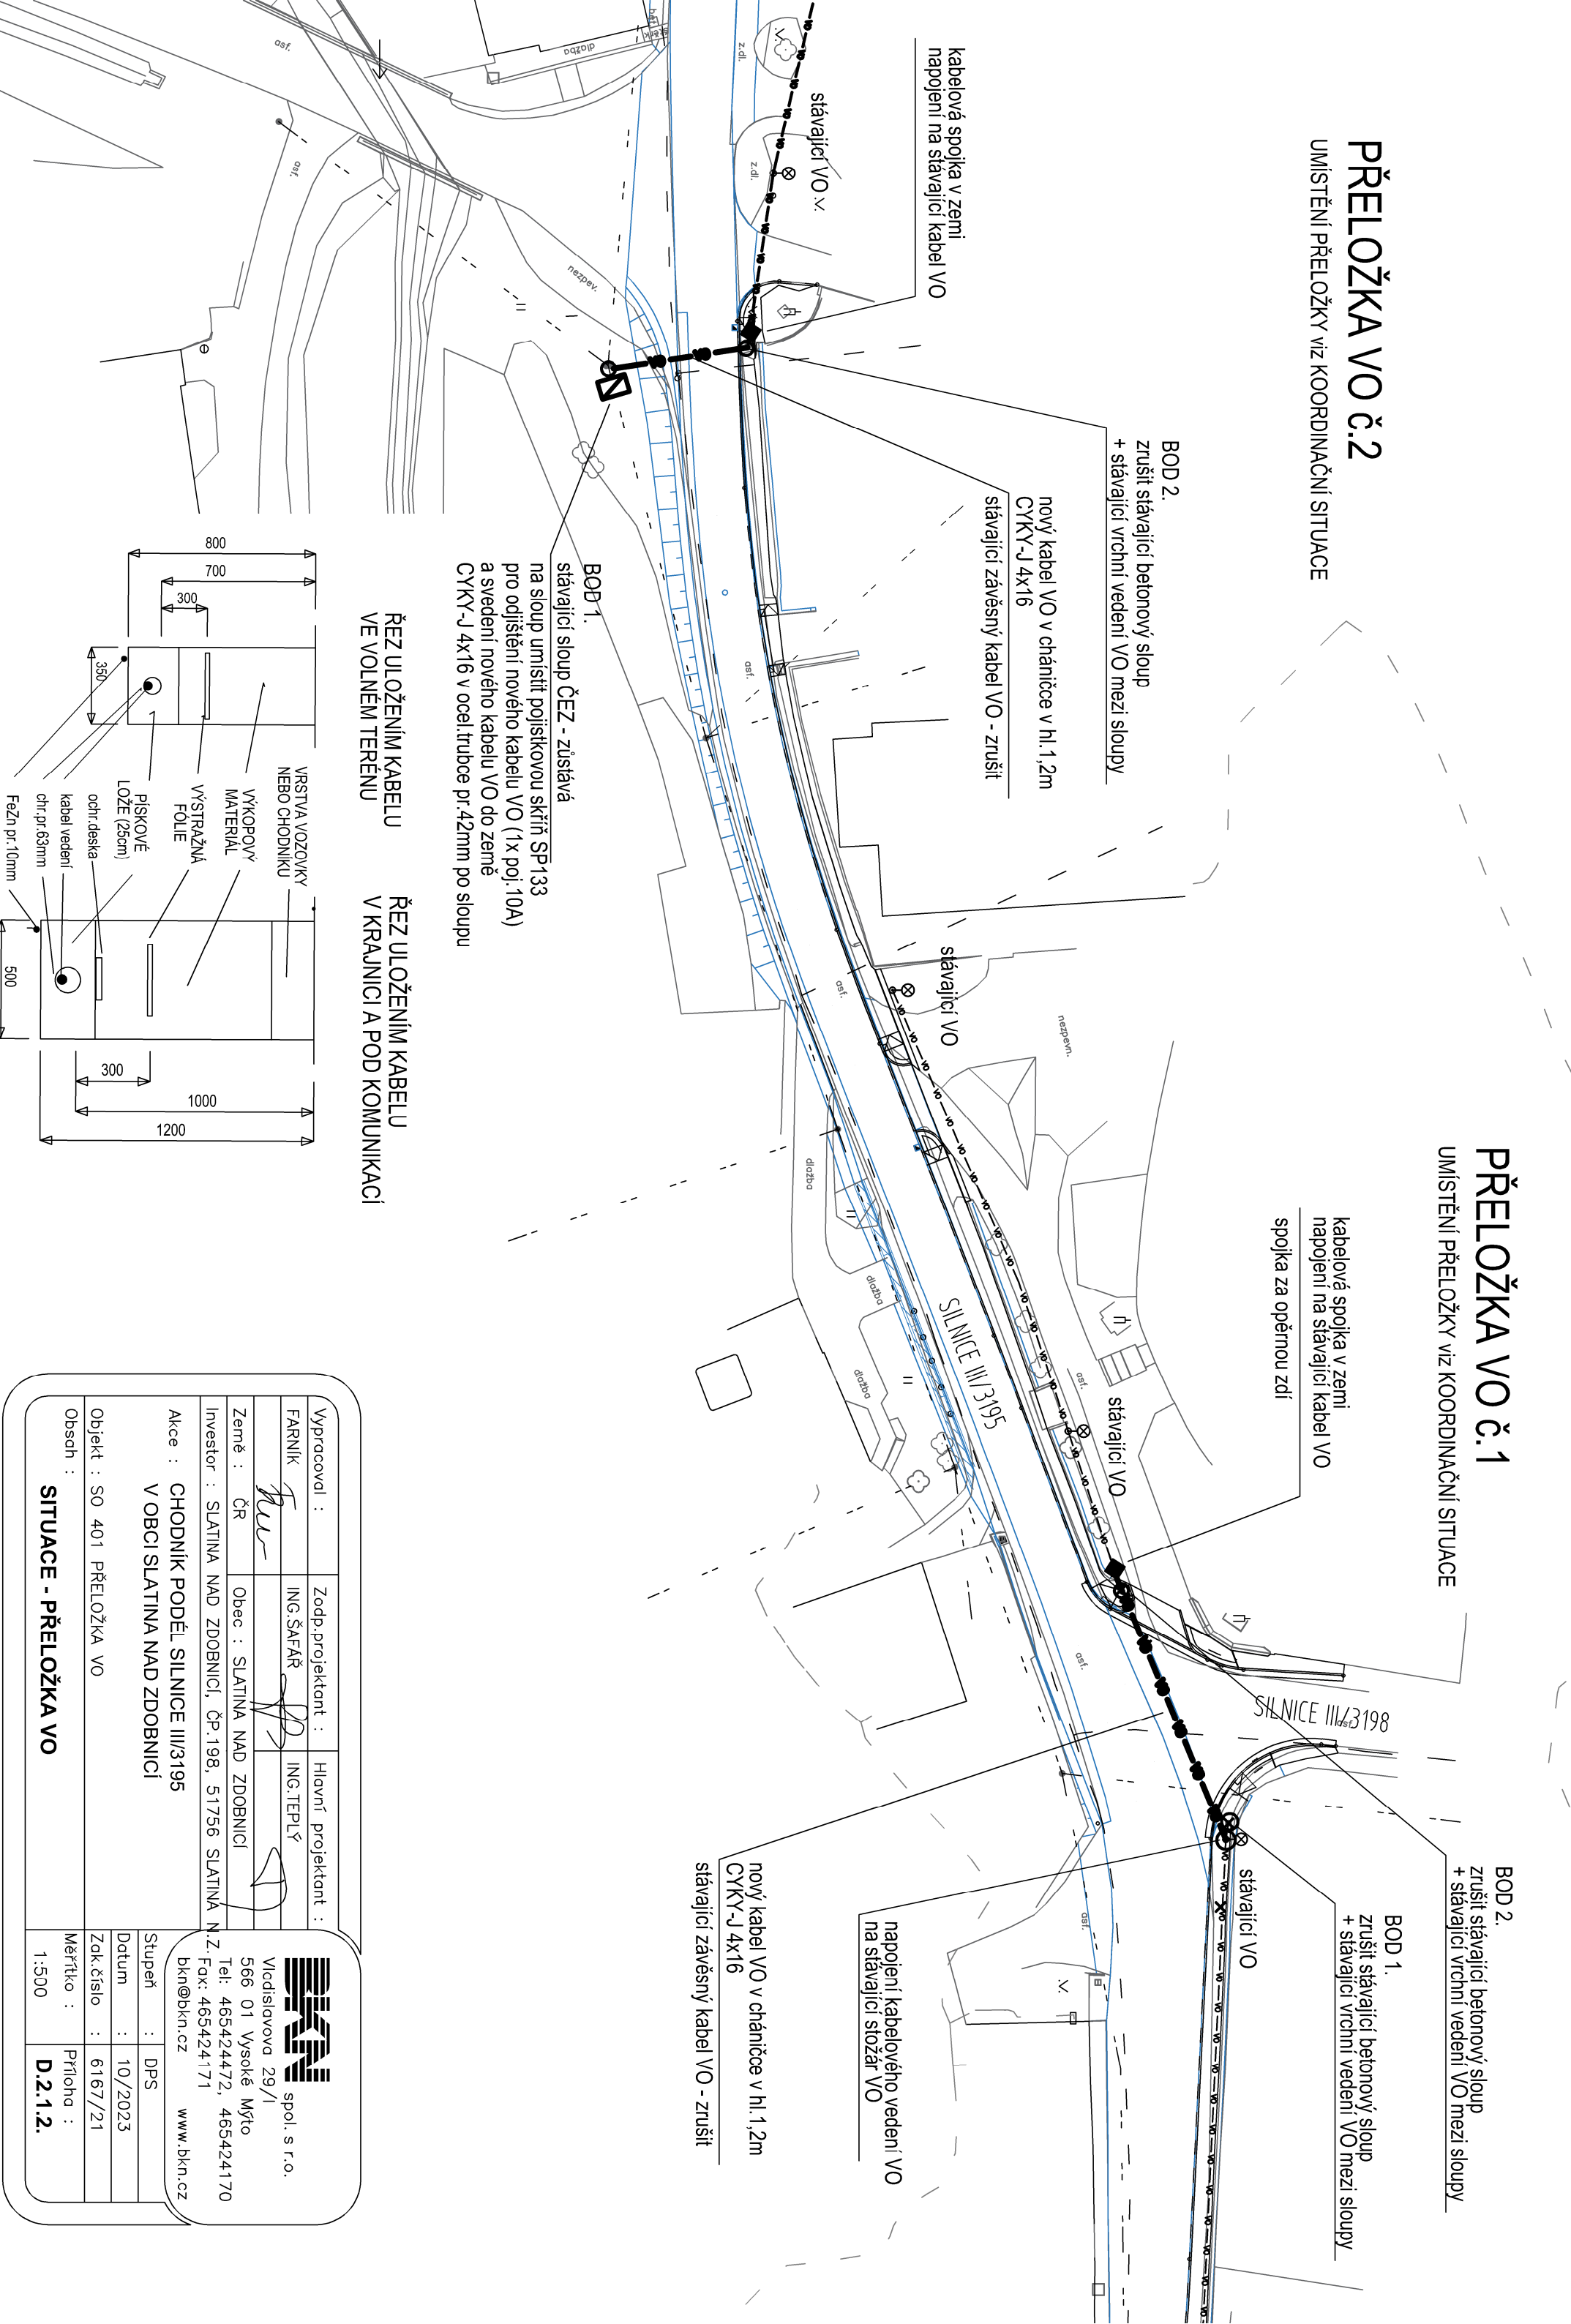 PŘELOŽKA VO č.2
UMÍSTĚNÍ PŘELOŽKY viz KOORDINAČNÍ SITUACE
PŘELOŽKA VO č.1
UMÍSTĚNÍ PŘELOŽKY viz KOORDINAČNÍ SITUACE
kabelová spojka v zemi
napojení na stávající kabel VO
BOD 2.
zrušit stávající betonový sloup
+ stávající vrchní vedení VO mezi sloupy
nový kabel VO v chráničce v hl.1,2m
CYKY-J 4x16
stávající závěsný kabel VO - zrušit
BOD 1.
stávající sloup ČEZ - zůstává
na sloup umístit pojistkovou skříň SP133
pro odjištění nového kabelu VO (1x poj.10A)
a svedení nového kabelu VO do země
CYKY-J 4x16 v ocel.trubce pr.42mm po sloupu
kabelová spojka v zemi
napojení na stávající kabel VO
spojka za opěrnou zdí
BOD 2.
zrušit stávající betonový sloup
+ stávající vrchní vedení VO mezi sloupy
BOD 1.
zrušit stávající betonový sloup
+ stávající vrchní vedení VO mezi sloupy
napojení kabelového vedení VO
na stávající stožár VO
nový kabel VO v chráničce v hl.1,2m
CYKY-J 4x16
stávající závěsný kabel VO - zrušit
stávající VO
stávající VO
stávající VO
stávající VO
SILNICE III/3195
SILNICE III/3198
z.dl.
z.dl.
dlažba
asf.
asf.
nezpev.
asf.
asf.
nezpevn.
dlažba
dlažba
dlažba
asf.
asf.
asf.
asf.
ŘEZ ULOŽENÍM KABELU
VE VOLNÉM TERÉNU
ŘEZ ULOŽENÍM KABELU
V KRAJNICI A POD KOMUNIKACÍ
800
700
300
350
VRSTVA VOZOVKY
NEBO CHODNÍKU
VÝKOPOVÝ
MATERIÁL
VÝSTRAŽNÁ
FÓLIE
PÍSKOVÉ
LOŽE (25cm)
ochr.deska
kabel vedení
chr.pr.63mm
FeZn pr.10mm
500
300
1000
1200
Vypracoval :
Zodp.projektant :
Hlavní projektant :
FARNÍK
ING.ŠAFÁŘ
ING.TEPLÝ
Země : ČR
Obec : SLATINA NAD ZDOBNICÍ
Investor : SLATINA NAD ZDOBNICÍ, ČP.198, 51756 SLATINA N.Z.
Akce : CHODNÍK PODÉL SILNICE III/3195
V OBCI SLATINA NAD ZDOBNICÍ
Objekt : SO 401 PŘELOŽKA VO
Obsah :
SITUACE - PŘELOŽKA VO
BKN spol. s r.o.
Vladislavova 29/I
566 01 Vysoké Mýto
Tel: 465424472, 465424170
Fax: 465424171
bkn@bkn.cz www.bkn.cz
Stupeň : DPS
Datum : 10/2023
Zak.číslo : 6167/21
Měřítko :
1:500
Příloha :
D.2.1.2.